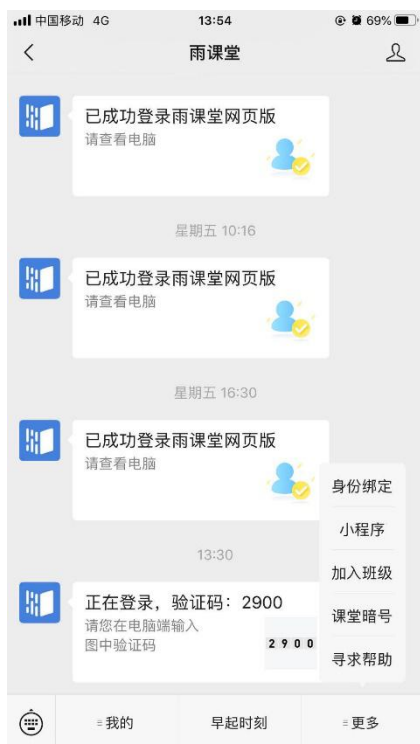 中国移动 4G 13:54 69%
雨课堂
已成功登录雨课堂网页版
请查看电脑
星期五 10:16
已成功登录雨课堂网页版
请查看电脑
星期五 16:30
已成功登录雨课堂网页版
请查看电脑
13:30
正在登录，验证码：2900
请您在电脑端输入
图中验证码
2900
身份绑定
小程序
加入班级
课堂暗号
寻求帮助
我的 早起时刻 更多